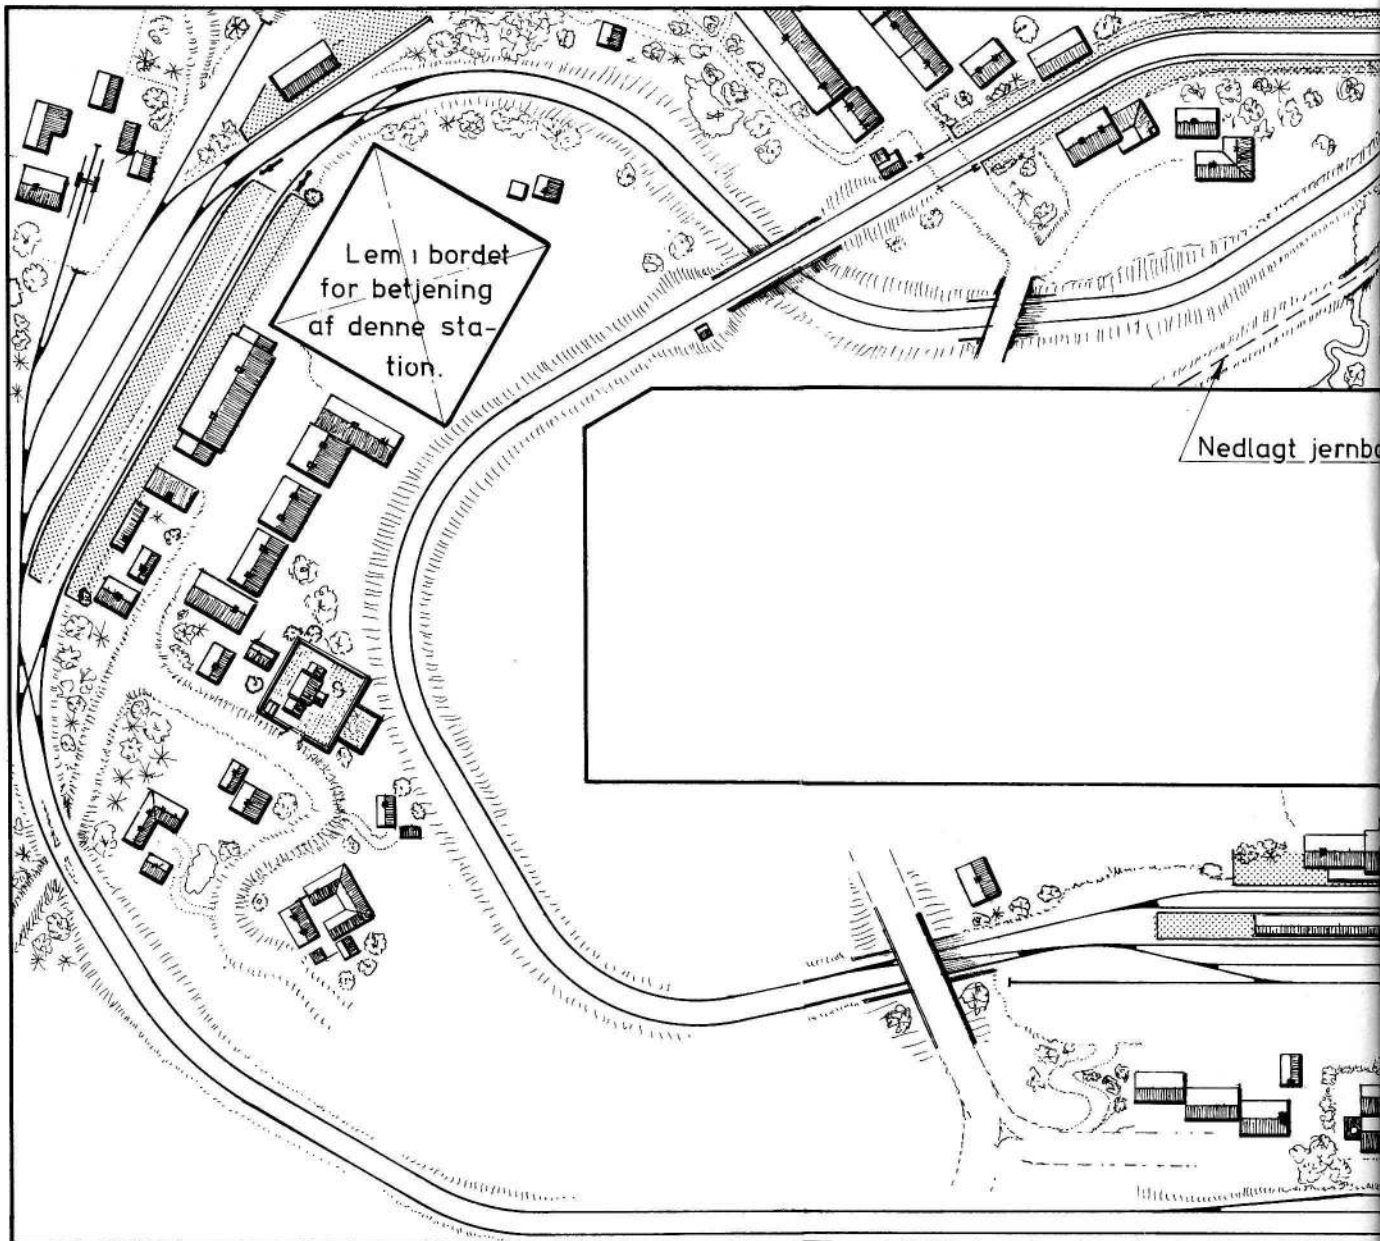 Lem i bordet
for betjening
af denne sta-
tion.
Nedlagt jernba